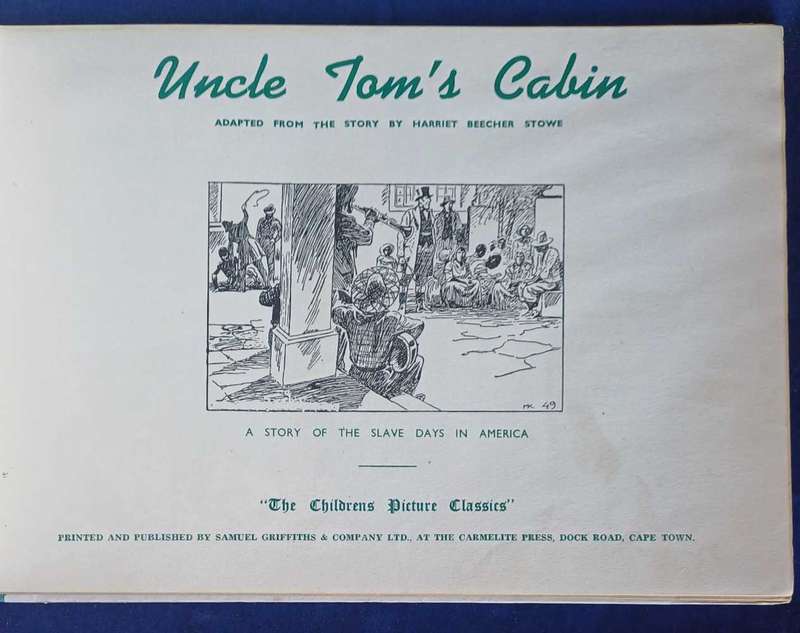 Uncle Tom's Cabin
ADAPTED FROM THE STORY BY HARRIET BEECHER STOWE
MK 49
A STORY OF THE SLAVE DAYS IN AMERICA
"The Childrens Picture Classics"
PRINTED AND PUBLISHED BY SAMUEL GRIFFITHS & COMPANY LTD., AT THE CARMELITE PRESS, DOCK ROAD, CAPE TOWN.